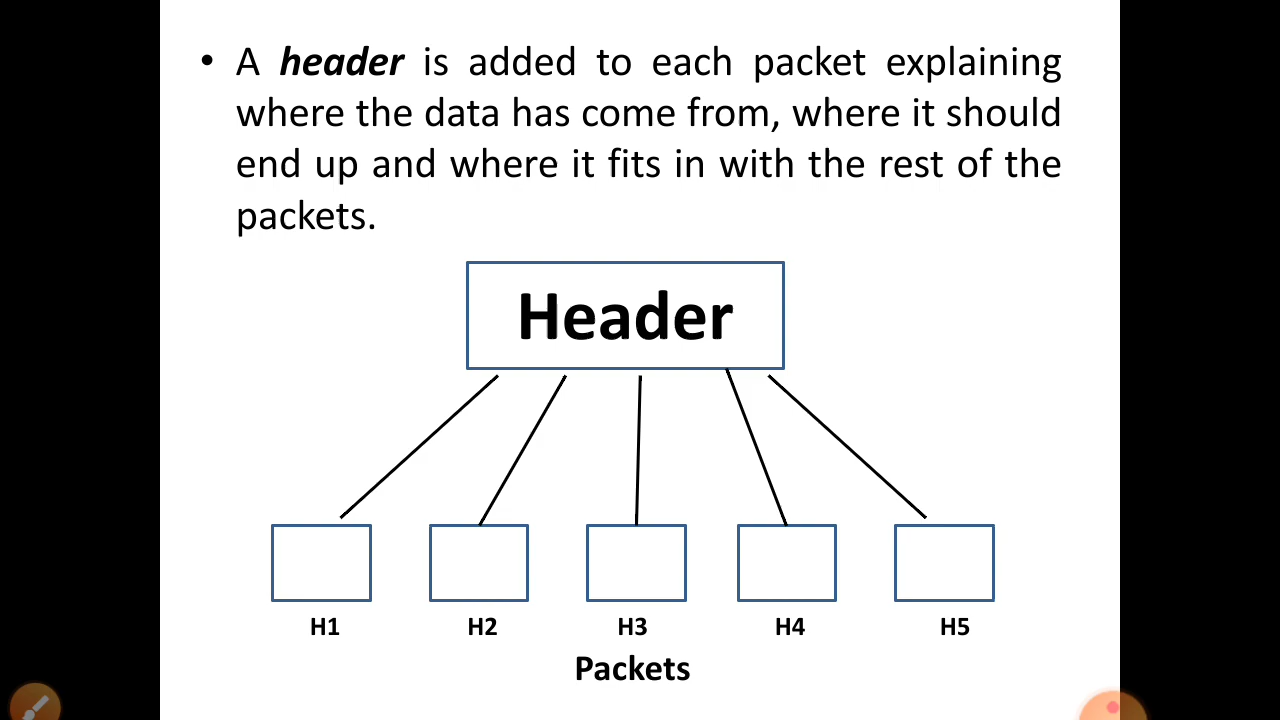 • A header is added to each packet explaining
where the data has come from, where it should
end up and where it fits in with the rest of the
packets.
Header
H1 H2 H3 H4 H5
Packets